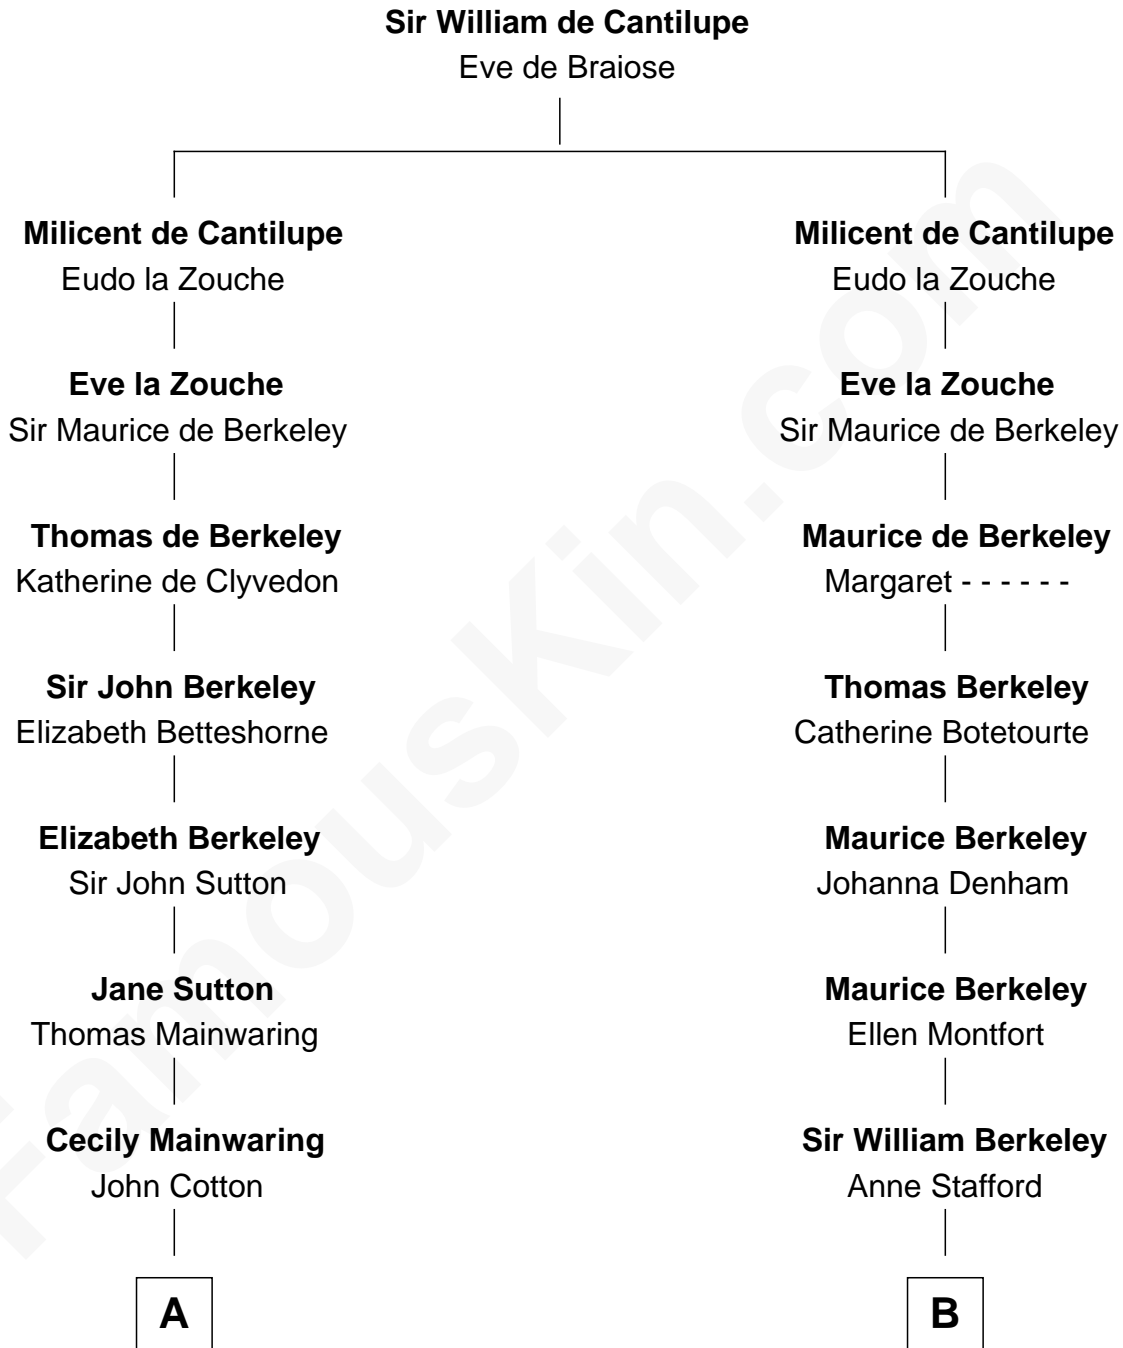 Sir William de Cantilupe
Eve de Braiose
Milicent de Cantilupe
Eudo la Zouche
Milicent de Cantilupe
Eudo la Zouche
Eve la Zouche
Sir Maurice de Berkeley
Eve la Zouche
Sir Maurice de Berkeley
Thomas de Berkeley
Katherine de Clyvedon
Maurice de Berkeley
Margaret - - - - - -
Sir John Berkeley
Elizabeth Betteshorne
Thomas Berkeley
Catherine Botetourte
Elizabeth Berkeley
Sir John Sutton
Maurice Berkeley
Johanna Denham
Jane Sutton
Thomas Mainwaring
Maurice Berkeley
Ellen Montfort
Cecily Mainwaring
John Cotton
Sir William Berkeley
Anne Stafford
A
B
FamousKin.com